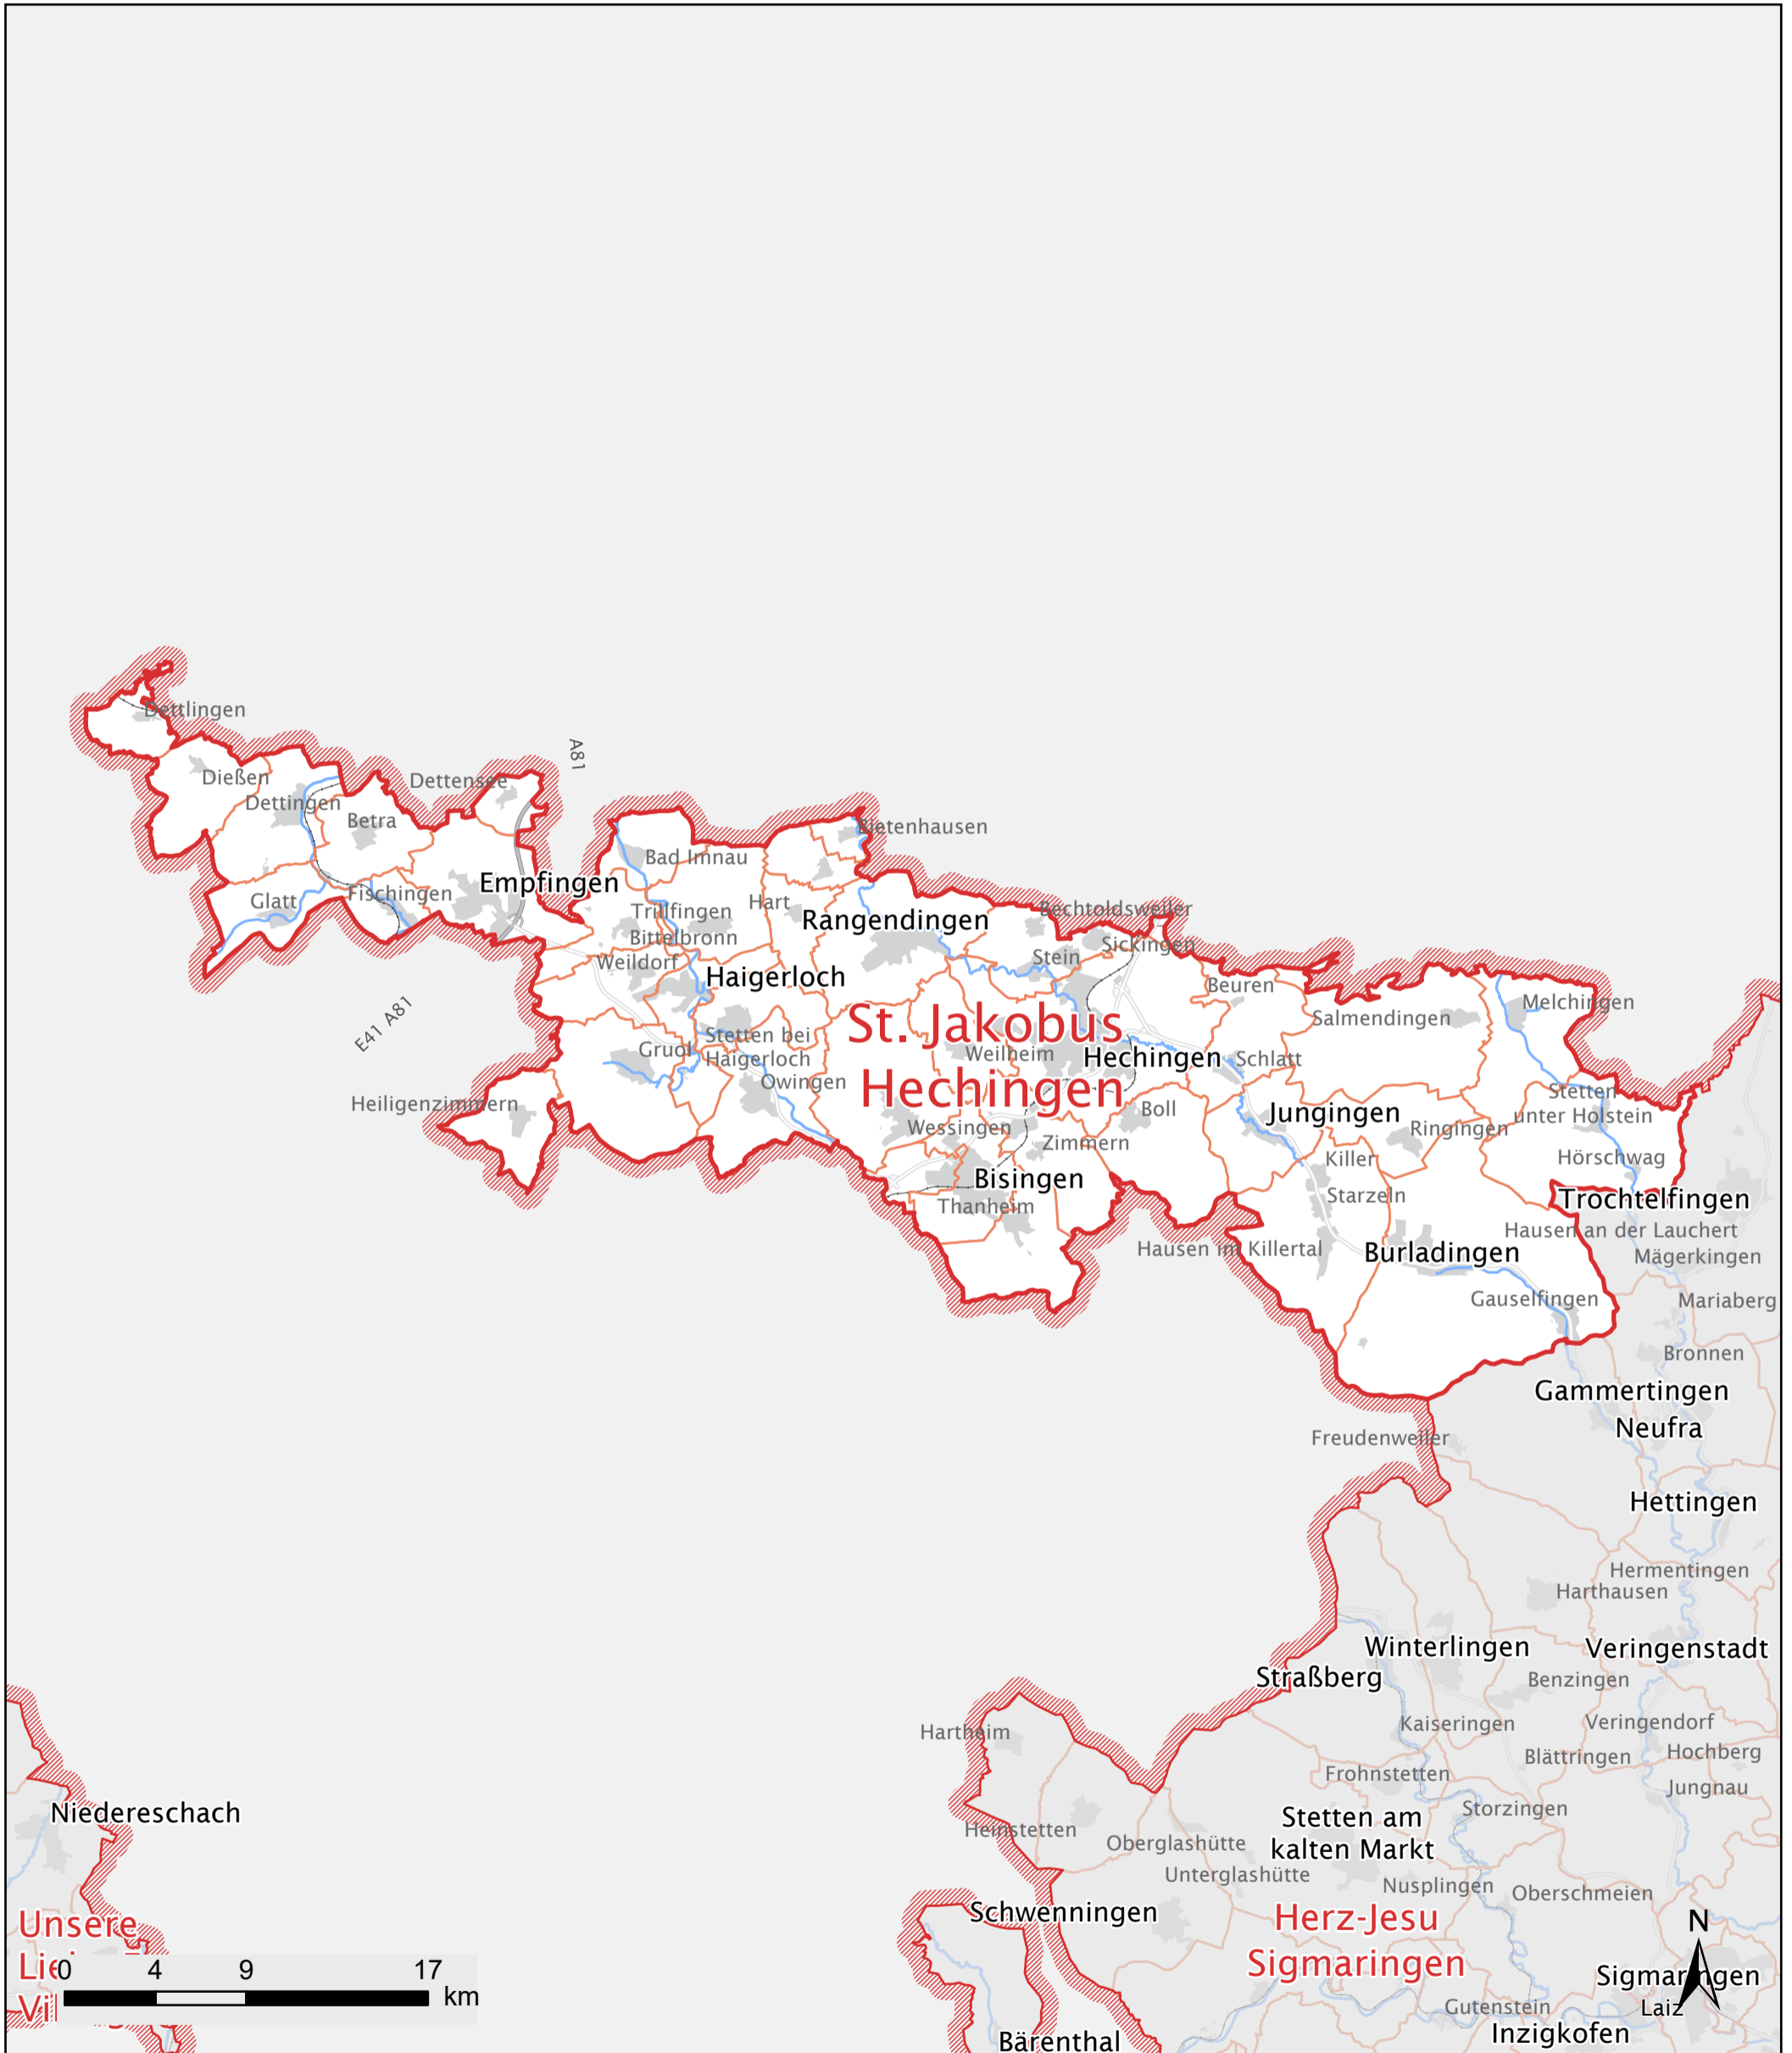 Dettlingen
A81
Dießen
Dettensee
Dettingen
Betra
Bietenhausen
Bad Imnau
Empfingen
Fischingen
Glatt
Hart
Trillfingen
Rangendingen
Bechtoldsweiler
Bittelbronn
Sickingen
Stein
Weildorf
Haigerloch
Beuren
E41 A81
Melchingen
Salmendingen
St. Jakobus
Hechingen
Stetten bei
Haigerloch
Gruol
Weilheim
Hechingen
Schlatt
Owingen
Heiligenzimmern
Stetten
unter Holstein
Boll
Jungingen
Wessingen
Ringingen
Zimmern
Killer
Hörschwag
Bisingen
Starzeln
Trochtelfingen
Thanheim
Hausen an der Lauchert
Hausen im Killertal
Burladingen
Mägerkingen
Gauselfingen
Mariaberg
Bronnen
Gammertingen
Neufra
Freudenweiler
Hettingen
Hermentingen
Harthausen
Winterlingen
Veringenstadt
Straßberg
Benzingen
Kaiseringen
Veringendorf
Hartheim
Blättringen
Hochberg
Frohnstetten
Jungnau
Niedereschach
Storzingen
Stetten am
kalten Markt
Heinstetten
Oberglashütte
Unterglashütte
Nusplingen
Oberschmeien
Schwenningen
Herz-Jesu
Sigmaringen
N
Unsere
Lie
Vi
0 4 9 17
km
Sigmaringen
Laiz
Gutenstein
Inzigkofen
Bärenthal